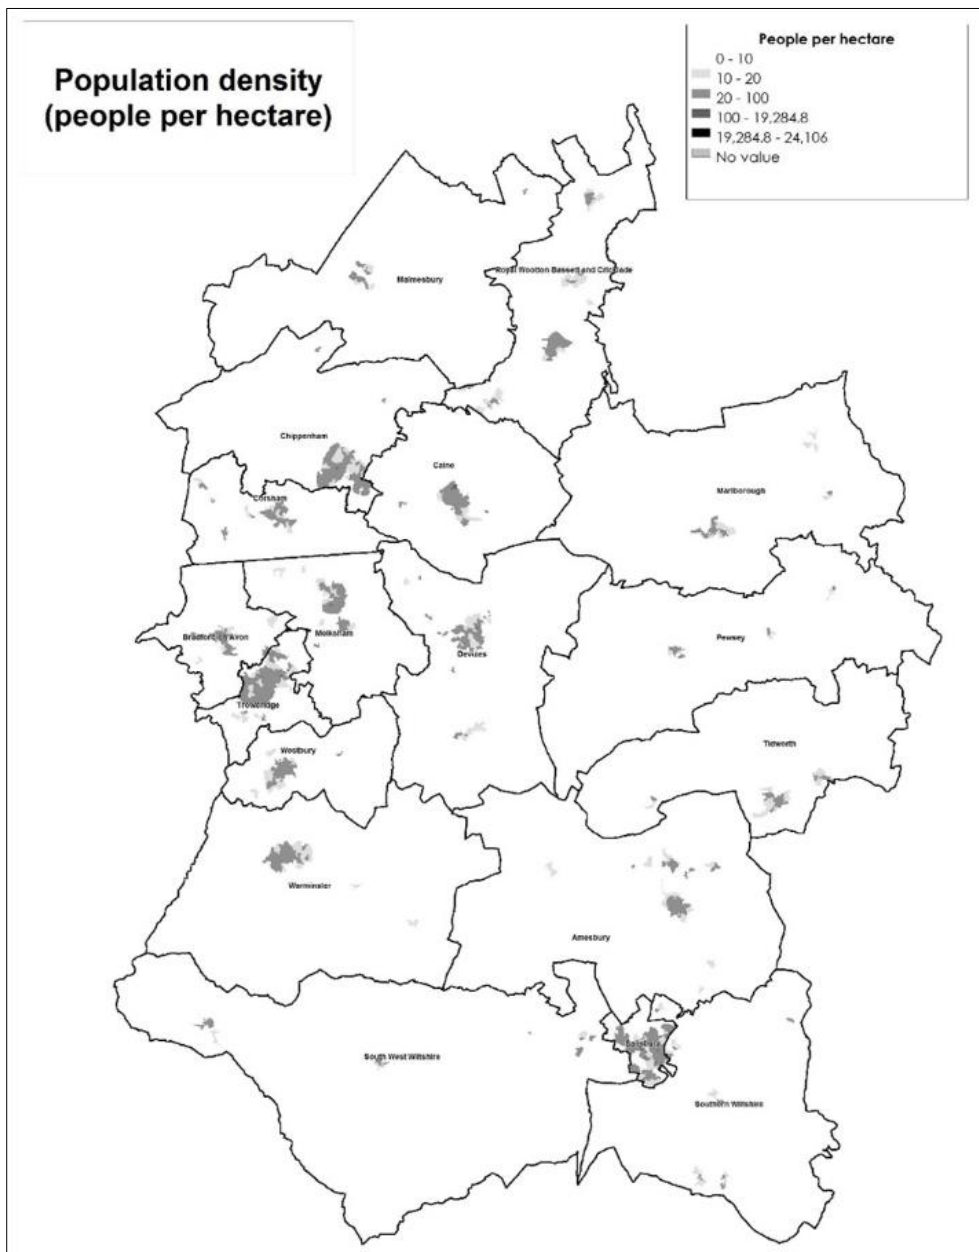 Population density
(people per hectare)
People per hectare
0 - 10
10 - 20
20 - 100
100 - 19,284.8
19,284.8 - 24,106
No value
Royal Wootton Bassett and Cricklade
Malmesbury
Chippenham
Calne
Marlborough
Corsham
Bradford on Avon
Melksham
Devizes
Pewsey
Trowbridge
Westbury
Tidworth
Warminster
Amesbury
Salisbury
South West Wiltshire
Southern Wiltshire